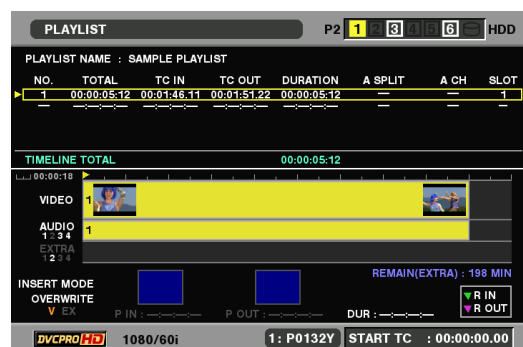 PLAYLIST P2 1 2 3 4 5 6 HDD
PLAYLIST NAME : SAMPLE PLAYLIST
NO. TOTAL TC IN TC OUT DURATION A SPLIT A CH SLOT
1 00:00:05:12 00:01:46.11 00:01:51.22 00:00:05:12 — — 1
— —:—:—:— —:—:—:— —:—:—:— —:—:—:— — — —
TIMELINE TOTAL 00:00:05:12
00:00:18
VIDEO 1
AUDIO 1
1 2 3 4
EXTRA
1 2 3 4
REMAIN(EXTRA) : 198 MIN
INSERT MODE
OVERWRITE
V EX P IN : —:—:—:— P OUT : —:—:—:— DUR : —:—:—:—
R IN
R OUT
DVCPRO HD 1080/60i 1: P0132Y START TC : 00:00:00.00